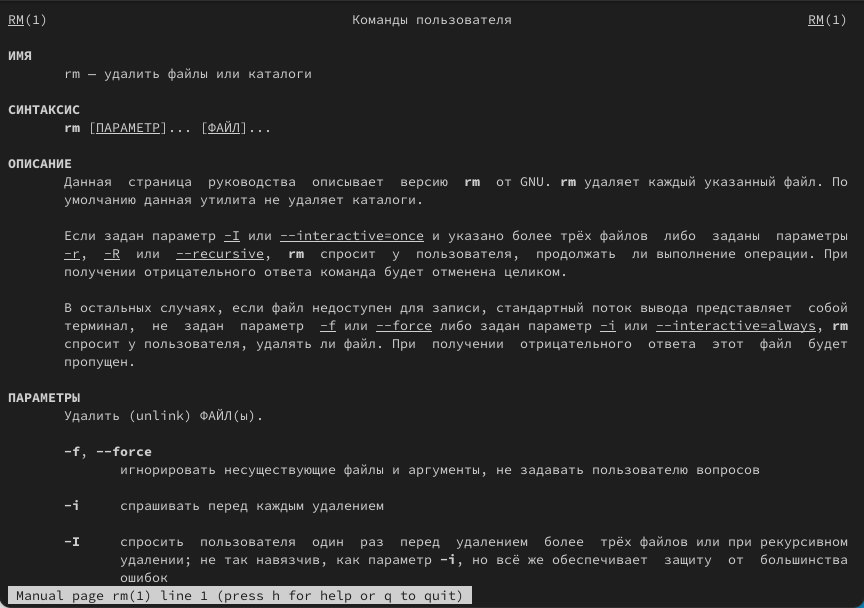 RM(1) Команды пользователя RM(1)
ИМЯ
rm — удалить файлы или каталоги
СИНТАКСИС
rm [ПАРАМЕТР]... [ФАЙЛ]...
ОПИСАНИЕ
Данная страница руководства описывает версию rm от GNU. rm удаляет каждый указанный файл. По
умолчанию данная утилита не удаляет каталоги.
Если задан параметр -I или --interactive=once и указано более трёх файлов либо заданы параметры
-r, -R или --recursive, rm спросит у пользователя, продолжать ли выполнение операции. При
получении отрицательного ответа команда будет отменена целиком.
В остальных случаях, если файл недоступен для записи, стандартный поток вывода представляет собой
терминал, не задан параметр -f или --force либо задан параметр -i или --interactive=always, rm
спросит у пользователя, удалять ли файл. При получении отрицательного ответа этот файл будет
пропущен.
ПАРАМЕТРЫ
Удалить (unlink) ФАЙЛ(ы).
-f, --force
игнорировать несуществующие файлы и аргументы, не задавать пользователю вопросов
-i спрашивать перед каждым удалением
-I спросить пользователя один раз перед удалением более трёх файлов или при рекурсивном
удалении; не так навязчив, как параметр -i, но всё же обеспечивает защиту от большинства
ошибок
Manual page rm(1) line 1 (press h for help or q to quit)